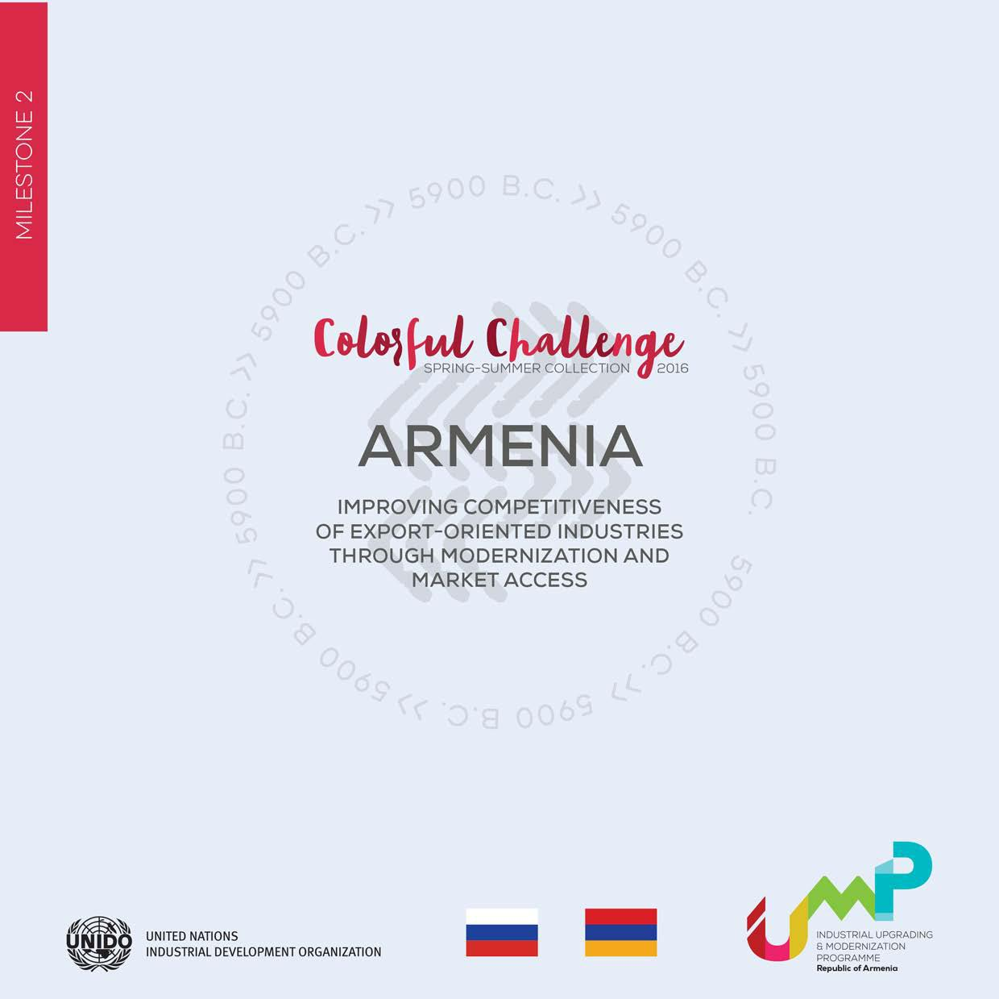 MILESTONE 2
5900 B.C. >> 5900 B.C. >> 5900 B.C. >> 5900 B.C. >> 5900 B.C. >> 5900 B.C. >> 5900 B.C. >> 5900 B.C.
Colorful Challenge
SPRING-SUMMER COLLECTION 2016
ARMENIA
IMPROVING COMPETITIVENESS
OF EXPORT-ORIENTED INDUSTRIES
THROUGH MODERNIZATION AND
MARKET ACCESS
UNIDO
UNITED NATIONS
INDUSTRIAL DEVELOPMENT ORGANIZATION
UMP
INDUSTRIAL UPGRADING
& MODERNIZATION
PROGRAMME
Republic of Armenia